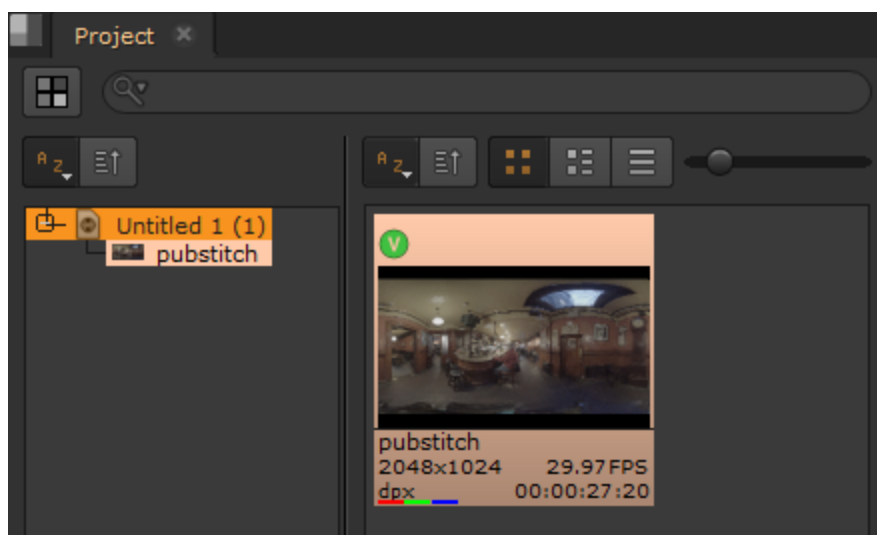 Project
A Z
A Z
Untitled 1 (1)
pubstitch
V
pubstitch
2048x1024 29.97FPS
dpx 00:00:27:20